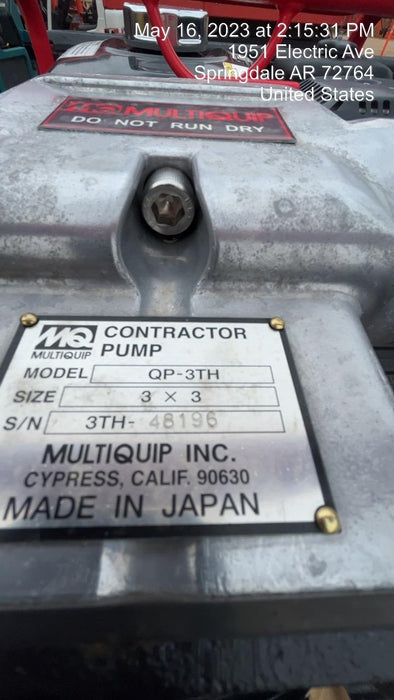 May 16, 2023 at 2:15:31 PM
1951 Electric Ave
Springdale AR 72764
United States
MQ MULTIQUIP
DO NOT RUN DRY
MQ CONTRACTOR
MULTIQUIP PUMP
MODEL QP-3TH
SIZE 3 × 3
S/N 3TH- 48196
MULTIQUIP INC.
CYPRESS, CALIF. 90630
MADE IN JAPAN